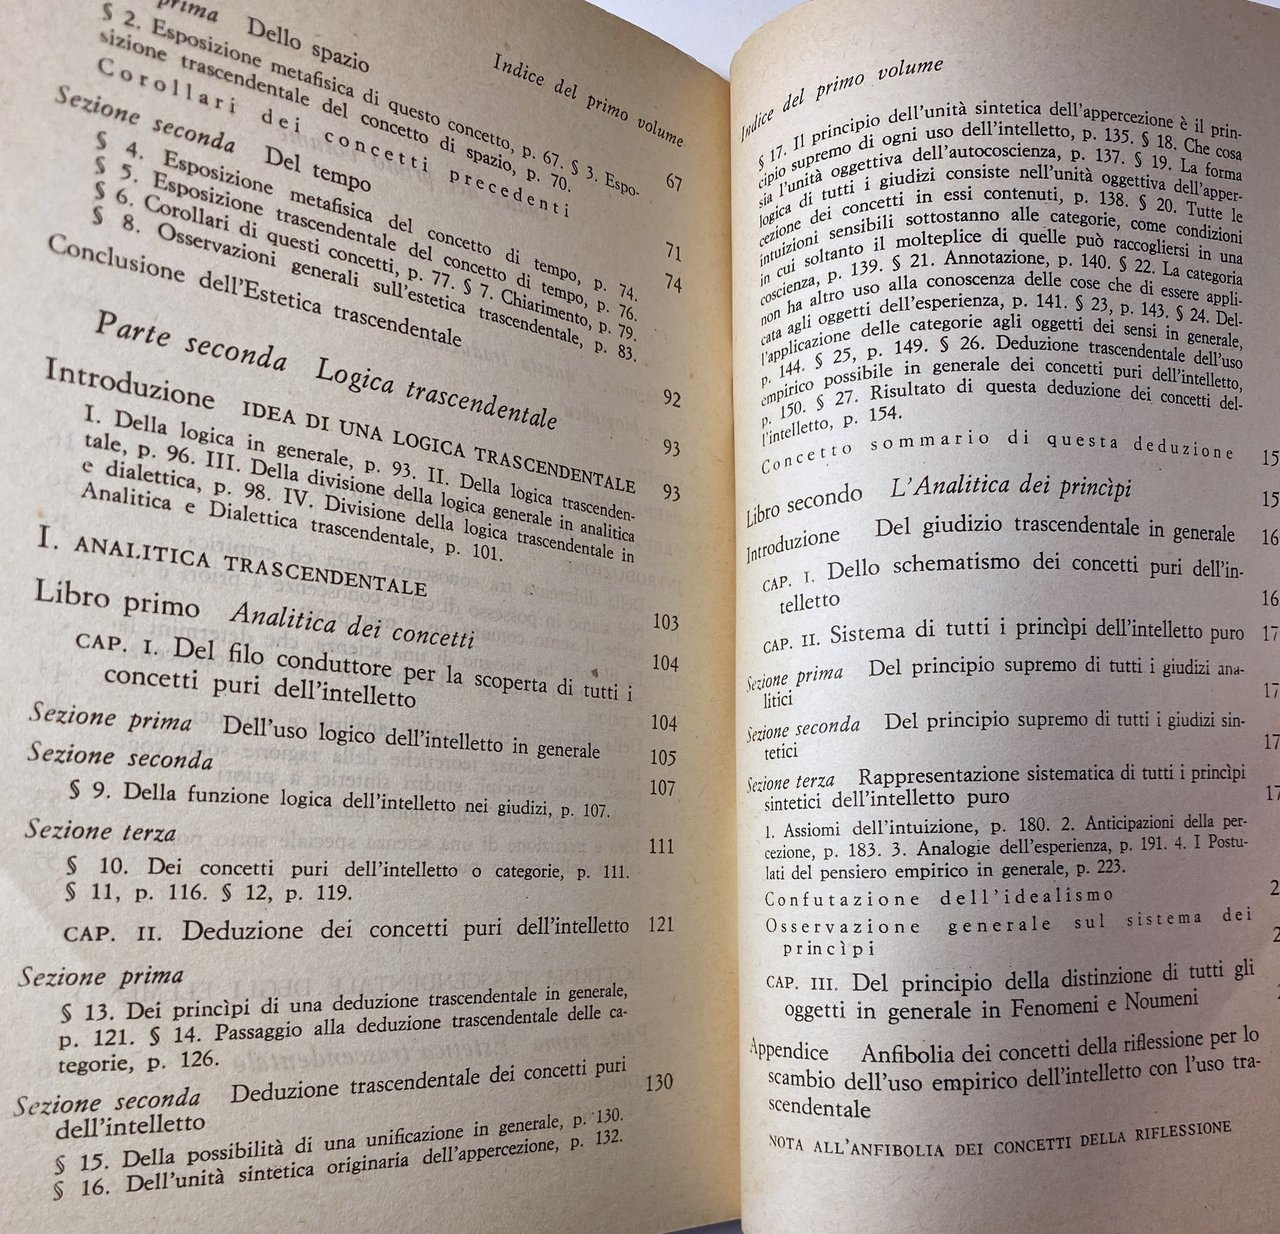 prima Dello spazio
Indice del primo volume
§ 2. Esposizione metafisica di questo concetto, p. 67. § 3. Espo-
sizione trascendentale del concetto di spazio, p. 70.
67
Corollari dei concetti precedenti
71
Sezione seconda Del tempo
74
§ 4. Esposizione metafisica del concetto di tempo, p. 74.
§ 5. Esposizione trascendentale del concetto di tempo, p. 76.
§ 6. Corollari di questi concetti, p. 77. § 7. Chiarimento, p. 79.
§ 8. Osservazioni generali sull'estetica trascendentale, p. 83.
Conclusione dell'Estetica trascendentale
92
Parte seconda Logica trascendentale
93
Introduzione IDEA DI UNA LOGICA TRASCENDENTALE
93
I. Della logica in generale, p. 93. II. Della logica trascenden-
tale, p. 96. III. Della divisione della logica generale in analitica
e dialettica, p. 98. IV. Divisione della logica trascendentale in
Analitica e Dialettica trascendentale, p. 101.
I. ANALITICA TRASCENDENTALE
103
Libro primo Analitica dei concetti
104
CAP. I. Del filo conduttore per la scoperta di tutti i
concetti puri dell'intelletto
104
Sezione prima Dell'uso logico dell'intelletto in generale
105
Sezione seconda
107
§ 9. Della funzione logica dell'intelletto nei giudizi, p. 107.
Sezione terza
111
§ 10. Dei concetti puri dell'intelletto o categorie, p. 111.
§ 11, p. 116. § 12, p. 119.
CAP. II. Deduzione dei concetti puri dell'intelletto 121
Sezione prima
§ 13. Dei princìpi di una deduzione trascendentale in generale,
p. 121. § 14. Passaggio alla deduzione trascendentale delle ca-
tegorie, p. 126.
Sezione seconda Deduzione trascendentale dei concetti puri
dell'intelletto
130
§ 15. Della possibilità di una unificazione in generale, p. 130.
§ 16. Dell'unità sintetica originaria dell'appercezione, p. 132.
Indice del primo volume
§ 17. Il principio dell'unità sintetica dell'appercezione è il prin-
cipio supremo di ogni uso dell'intelletto, p. 135. § 18. Che cosa
sia l'unità oggettiva dell'autocoscienza, p. 137. § 19. La forma
logica di tutti i giudizi consiste nell'unità oggettiva dell'apper-
cezione dei concetti in essi contenuti, p. 138. § 20. Tutte le
intuizioni sensibili sottostanno alle categorie, come condizioni
in cui soltanto il molteplice di quelle può raccogliersi in una
coscienza, p. 139. § 21. Annotazione, p. 140. § 22. La categoria
non ha altro uso alla conoscenza delle cose che di essere appli-
cata agli oggetti dell'esperienza, p. 141. § 23, p. 143. § 24. Del-
l'applicazione delle categorie agli oggetti dei sensi in generale,
p. 144. § 25, p. 149. § 26. Deduzione trascendentale dell'uso
empirico possibile in generale dei concetti puri dell'intelletto,
p. 150. § 27. Risultato di questa deduzione dei concetti del-
l'intelletto, p. 154.
Concetto sommario di questa deduzione 15
Libro secondo L'Analitica dei princìpi 15
Introduzione Del giudizio trascendentale in generale 16
CAP. I. Dello schematismo dei concetti puri dell'in-
telletto 16
CAP. II. Sistema di tutti i princìpi dell'intelletto puro 17
Sezione prima Del principio supremo di tutti i giudizi ana-
litici 17
Sezione seconda Del principio supremo di tutti i giudizi sin-
tetici 17
Sezione terza Rappresentazione sistematica di tutti i princìpi
sintetici dell'intelletto puro 17
1. Assiomi dell'intuizione, p. 180. 2. Anticipazioni della per-
cezione, p. 183. 3. Analogie dell'esperienza, p. 191. 4. I Postu-
lati del pensiero empirico in generale, p. 223.
Confutazione dell'idealismo 2
Osservazione generale sul sistema dei
princìpi 2
CAP. III. Del principio della distinzione di tutti gli
oggetti in generale in Fenomeni e Noumeni
Appendice Anfibolia dei concetti della riflessione per lo
scambio dell'uso empirico dell'intelletto con l'uso tra-
scendentale
NOTA ALL'ANFIBOLIA DEI CONCETTI DELLA RIFLESSIONE